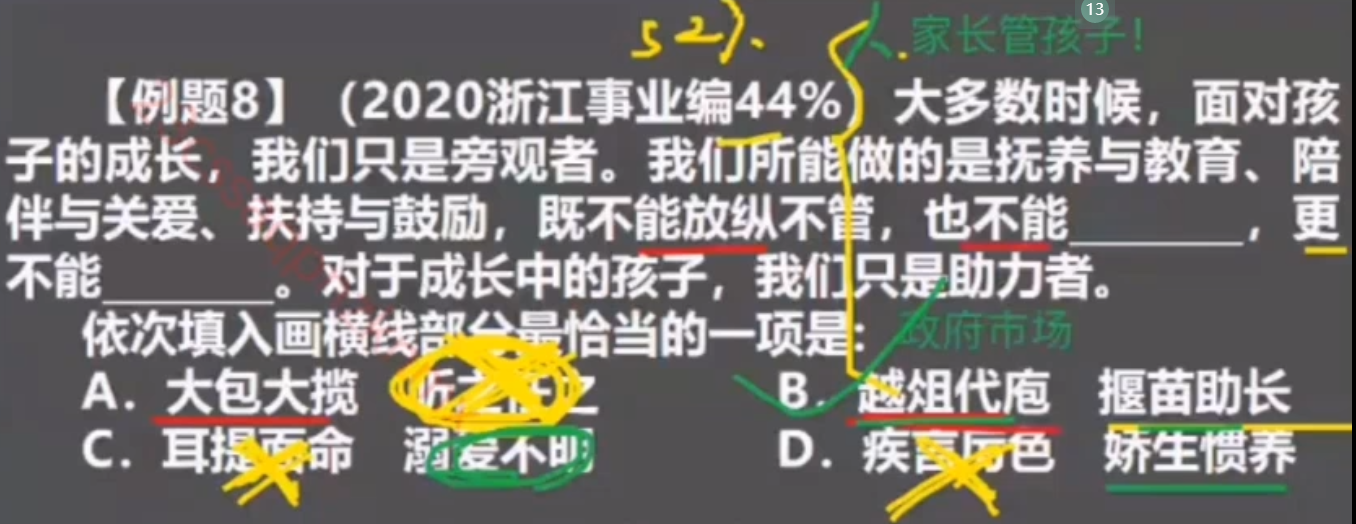 13
52).
家长管孩子!
【例题8】（2020浙江事业编44%）大多数时候，面对孩
子的成长，我们只是旁观者。我们所能做的是抚养与教育、陪
伴与关爱、扶持与鼓励，既不能放纵不管，也不能________，更
不能________。对于成长中的孩子，我们只是助力者。
依次填入画横线部分最恰当的一项是：
政府市场
A．大包大揽 听之任之 B．越俎代庖 揠苗助长
C．耳提面命 溺爱不明 D．疾言厉色 娇生惯养